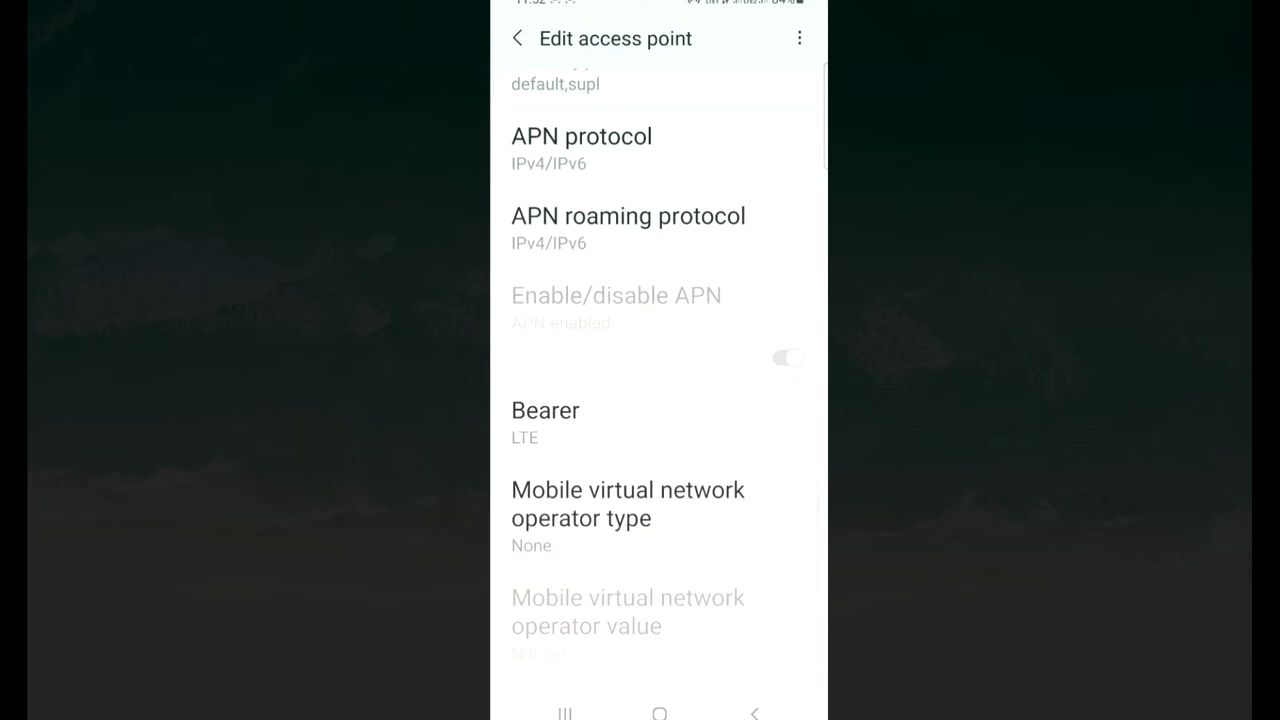 Edit access point
default,supl
APN protocol
IPv4/IPv6
APN roaming protocol
IPv4/IPv6
Enable/disable APN
APN enabled.
Bearer
LTE
Mobile virtual network
operator type
None
Mobile virtual network
operator value